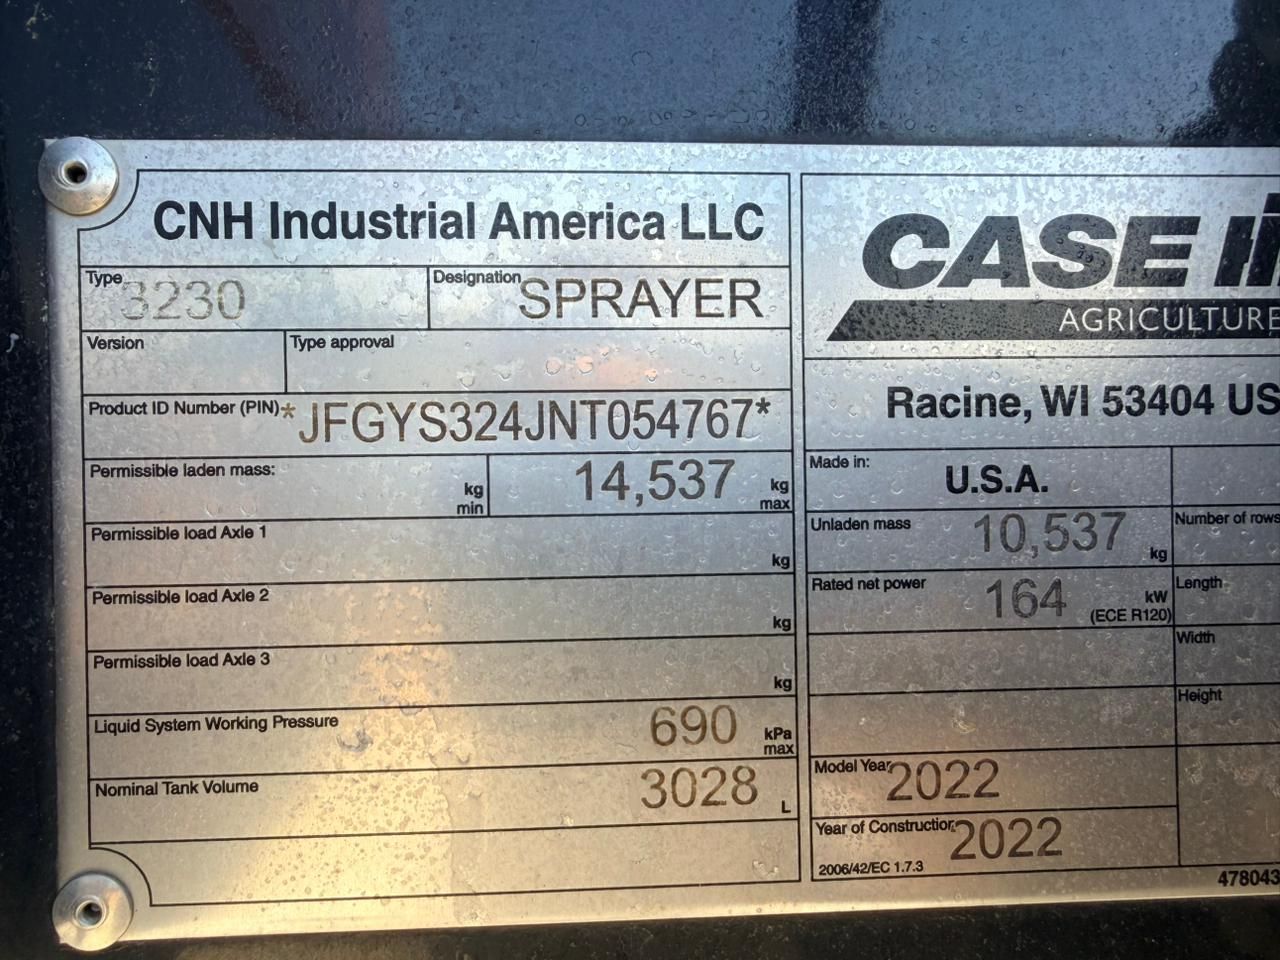 CNH Industrial America LLC
Type 3230
Designation SPRAYER
Version
Type approval
Product ID Number (PIN) *JFGYS324JNT054767*
Permissible laden mass: kg min 14,537 kg max
Permissible load Axle 1 kg
Permissible load Axle 2 kg
Permissible load Axle 3 kg
Liquid System Working Pressure 690 kPa max
Nominal Tank Volume 3028 L
CASE IH
AGRICULTURE
Racine, WI 53404 US
Made in: U.S.A.
Unladen mass 10,537 kg
Rated net power 164 kW (ECE R120)
Model Year 2022
Year of Construction 2022
2006/42/EC 1.7.3
Number of rows
Length
Width
Height
478043